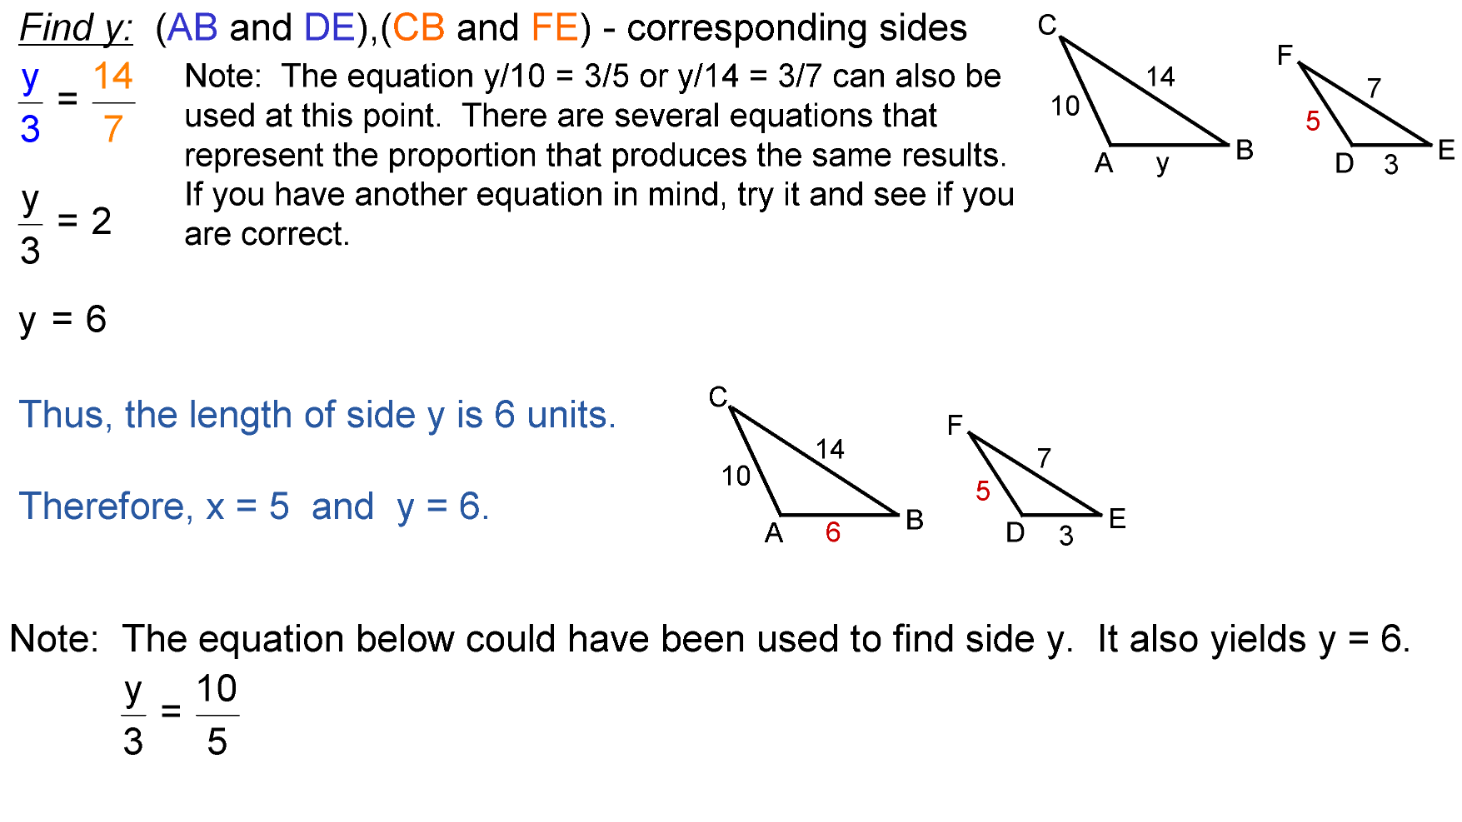 Find y: (AB and DE),(CB and FE) - corresponding sides
y/3 = 14/7
Note: The equation y/10 = 3/5 or y/14 = 3/7 can also be
used at this point. There are several equations that
represent the proportion that produces the same results.
If you have another equation in mind, try it and see if you
are correct.
C
14
10
A
y
B
F
7
5
D
3
E
y/3 = 2
y = 6
Thus, the length of side y is 6 units.
Therefore, x = 5 and y = 6.
C
14
10
A
6
B
F
7
5
D
3
E
Note: The equation below could have been used to find side y. It also yields y = 6.
y/3 = 10/5